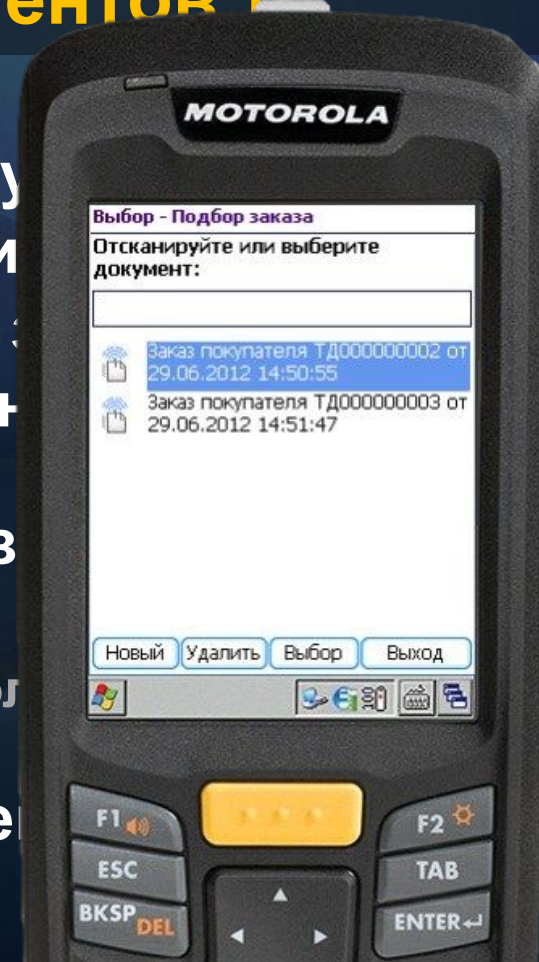 ентов
MOTOROLA
Выбор - Подбор заказа
Отсканируйте или выберите
документ:
Заказ покупателя ТД000000002 от
29.06.2012 14:50:55
Заказ покупателя ТД000000003 от
29.06.2012 14:51:47
Новый Удалить Выбор Выход
F1 F2
ESC TAB
BKSP DEL ENTER